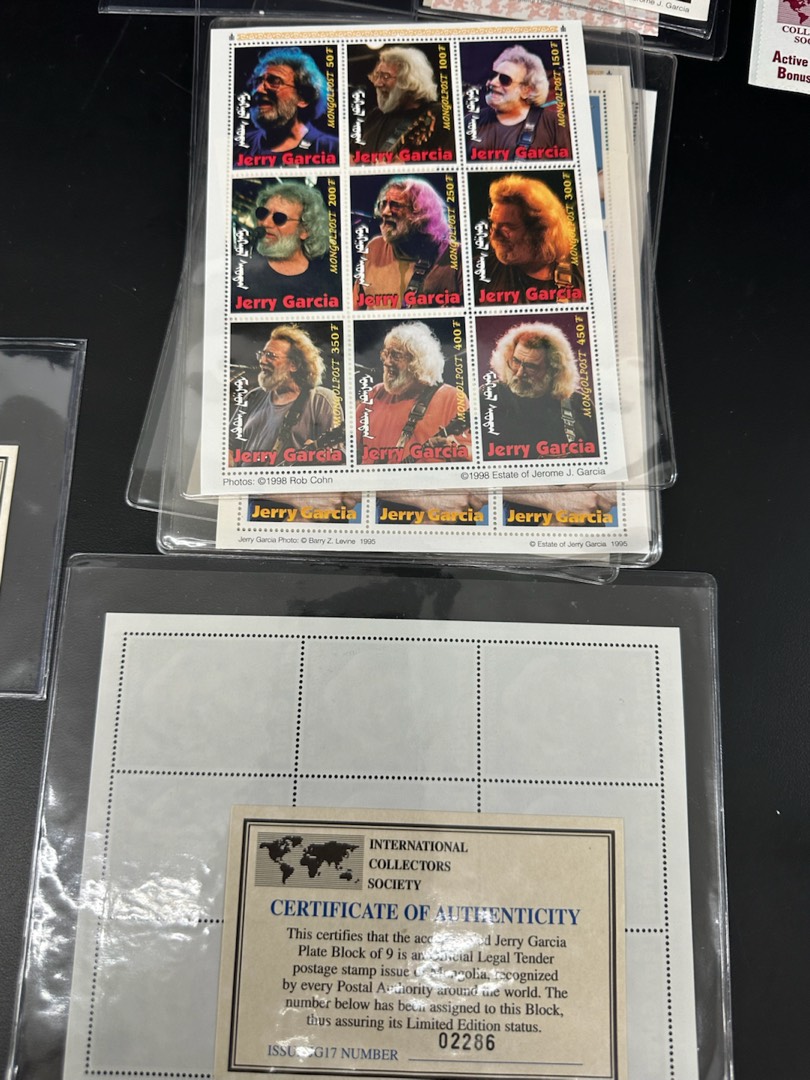 rome J. Garcia
COLL
SOC
Active
Bonus
MONGOLPOST 50₮
Jerry Garcia
MONGOLPOST 100₮
Jerry Garcia
MONGOLPOST 150₮
Jerry Garcia
MONGOLPOST 200₮
Jerry Garcia
MONGOLPOST 250₮
Jerry Garcia
MONGOLPOST 300₮
Jerry Garcia
MONGOLPOST 350₮
Jerry Garcia
MONGOLPOST 400₮
Jerry Garcia
MONGOLPOST 450₮
Jerry Garcia
Photos: ©1998 Rob Cohn
©1998 Estate of Jerome J. Garcia
Jerry Garcia
Jerry Garcia
Jerry Garcia
Jerry Garcia Photo: © Barry Z. Levine 1995
© Estate of Jerry Garcia 1995
INTERNATIONAL
COLLECTORS
SOCIETY
CERTIFICATE OF AUTHENTICITY
This certifies that the Jerry Garcia
Plate Block of 9 is an Official Legal Tender
postage stamp issue of Mongolia, recognized
by every Postal Authority around the world. The
number below has been assigned to this Block,
thus assuring its Limited Edition status.
02286
G17 NUMBER